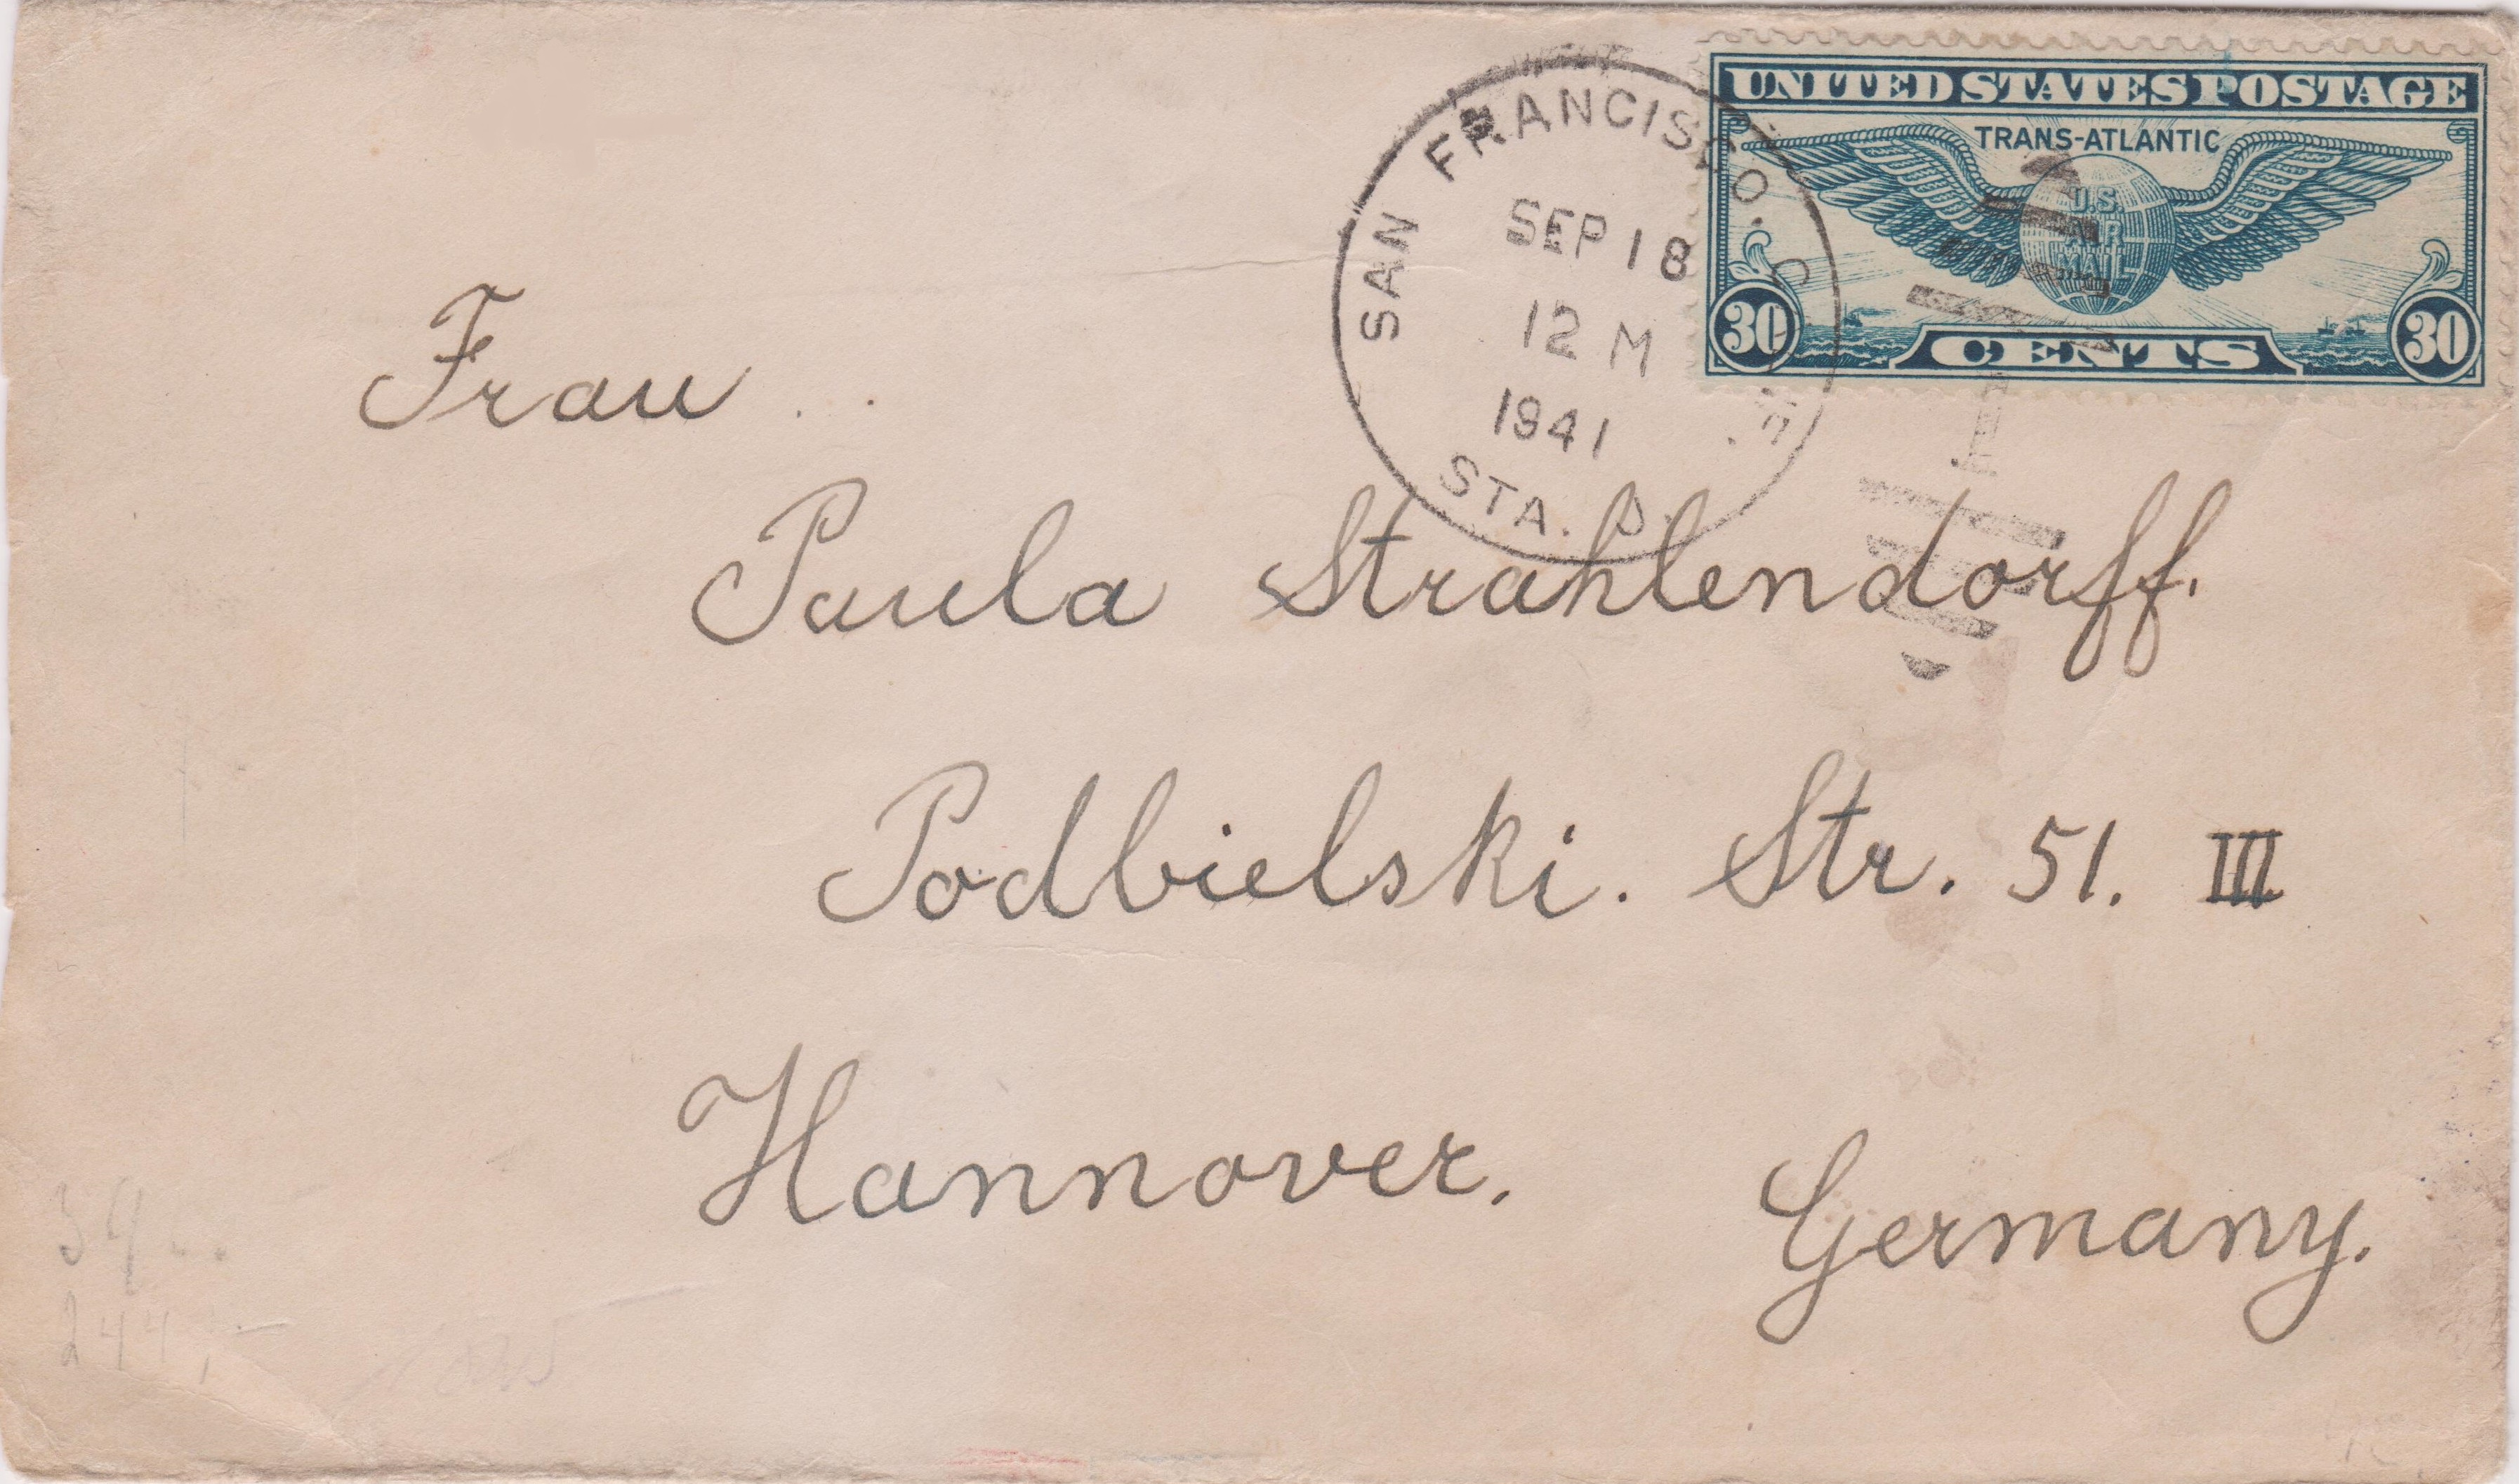 UNITED STATES POSTAGE
TRANS-ATLANTIC
U.S.
AIR
MAIL
30 CENTS 30
SAN FRANCISCO. C
SEP 18
12 M
1941
STA. D.
Frau
Paula Strahlendorff.
Podbielski. Str. 51. III
Hannover. Germany.
244,-